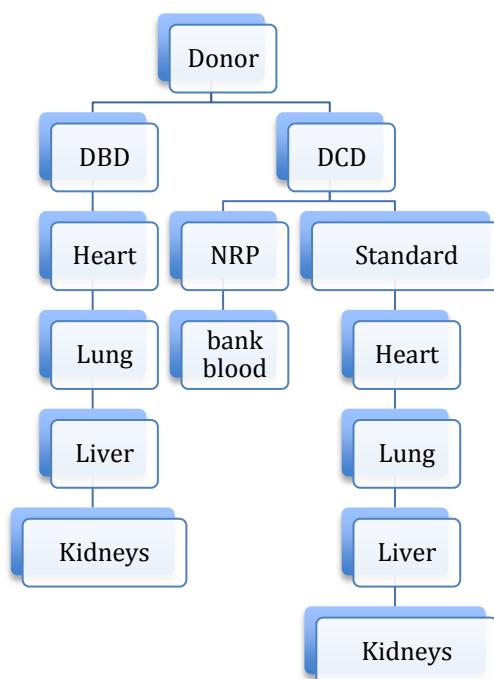 Donor
DBD
DCD
Heart
NRP
Standard
Lung
bank
blood
Heart
Liver
Lung
Kidneys
Liver
Kidneys